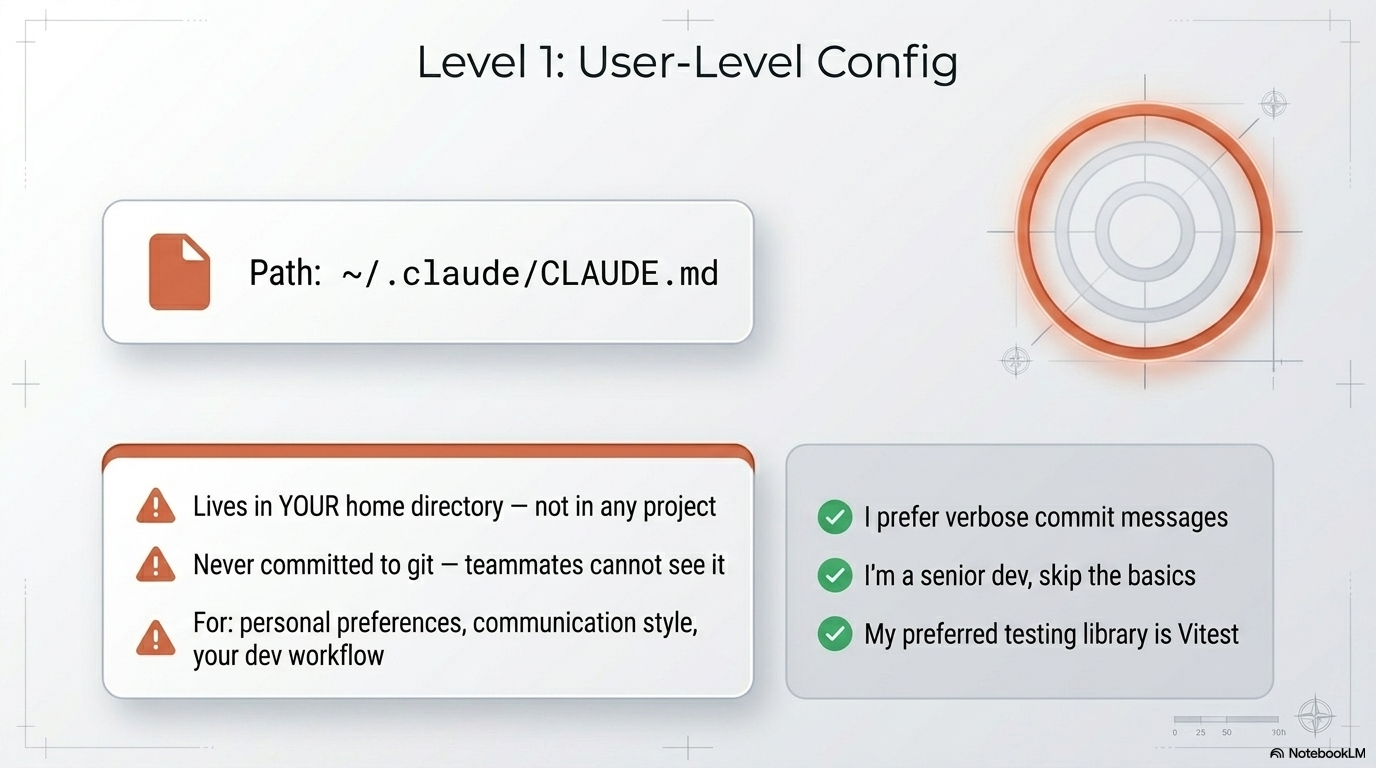 Level 1: User-Level Config
Path: ~/.claude/CLAUDE.md
Lives in YOUR home directory — not in any project
Never committed to git — teammates cannot see it
For: personal preferences, communication style,
your dev workflow
I prefer verbose commit messages
I'm a senior dev, skip the basics
My preferred testing library is Vitest
0 25 50
NotebookLM